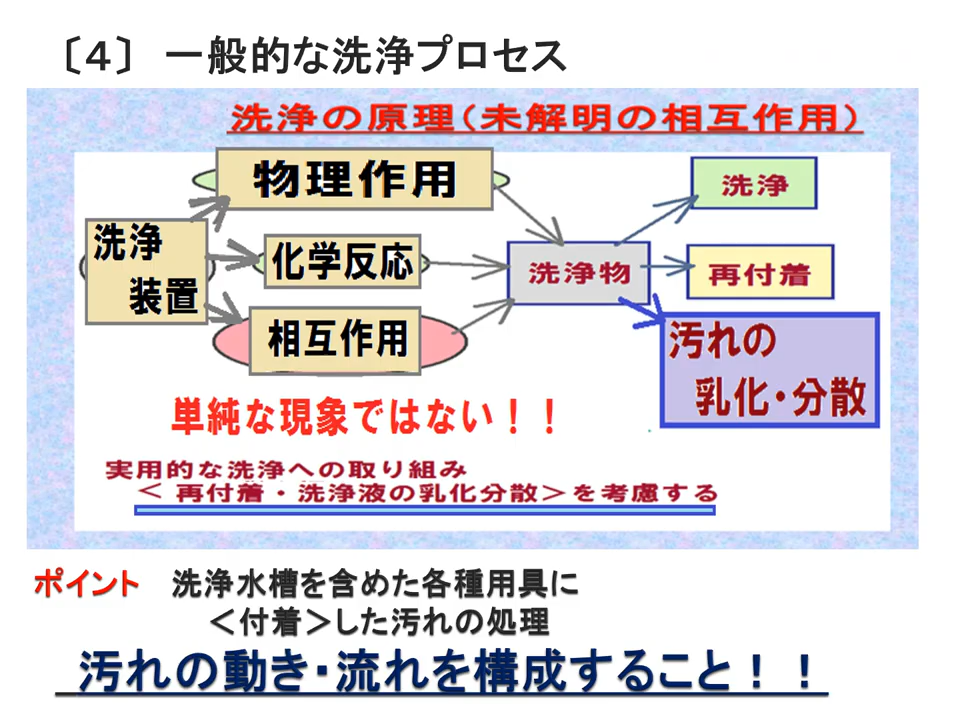 〔４〕 一般的な洗浄プロセス
洗浄の原理（未解明の相互作用）
物理作用
洗浄
洗浄
装置
化学反応
洗浄物
再付着
相互作用
汚れの
乳化・分散
単純な現象ではない！！
実用的な洗浄への取り組み
＜ 再付着・洗浄液の乳化分散＞を考慮する
ポイント 洗浄水槽を含めた各種用具に
＜付着＞した汚れの処理
汚れの動き・流れを構成すること！！